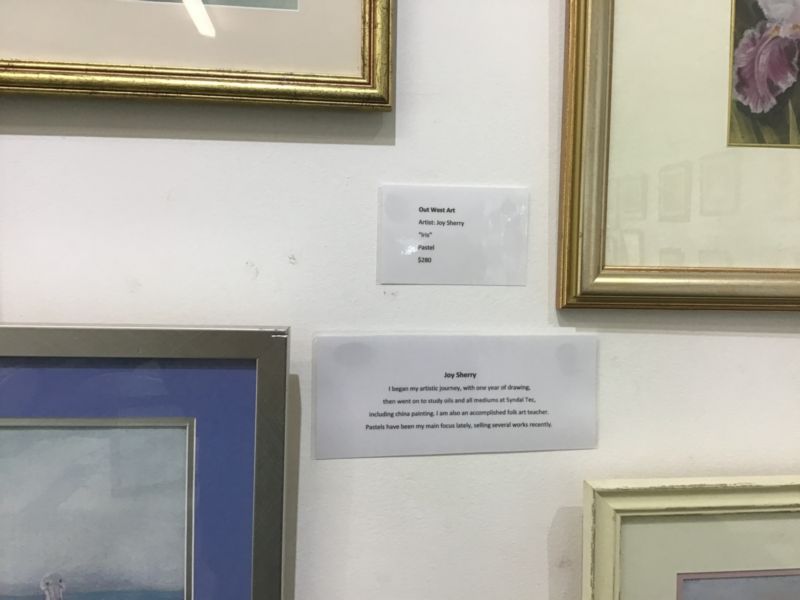 Out West Art
Artist: Joy Sherry
"Iris"
Pastel
$280
Joy Sherry
I began my artistic journey, with one year of drawing,
then went on to study oils and all mediums at Syndal Tec,
including china painting. I am also an accomplished folk art teacher.
Pastels have been my main focus lately, selling several works recently.